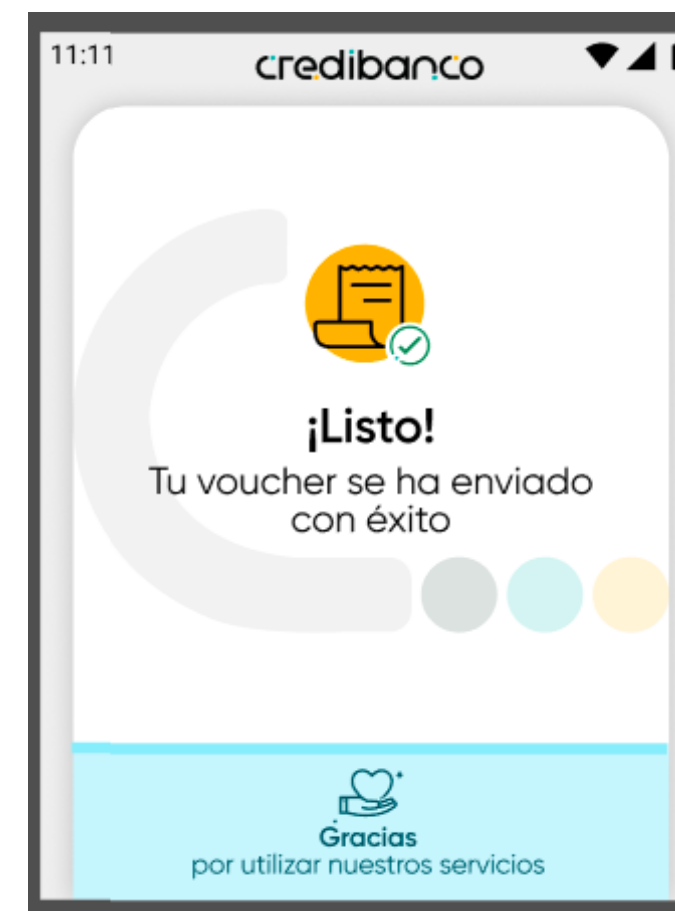 11:11
credibanco
¡Listo!
Tu voucher se ha enviado
con éxito
Gracias
por utilizar nuestros servicios